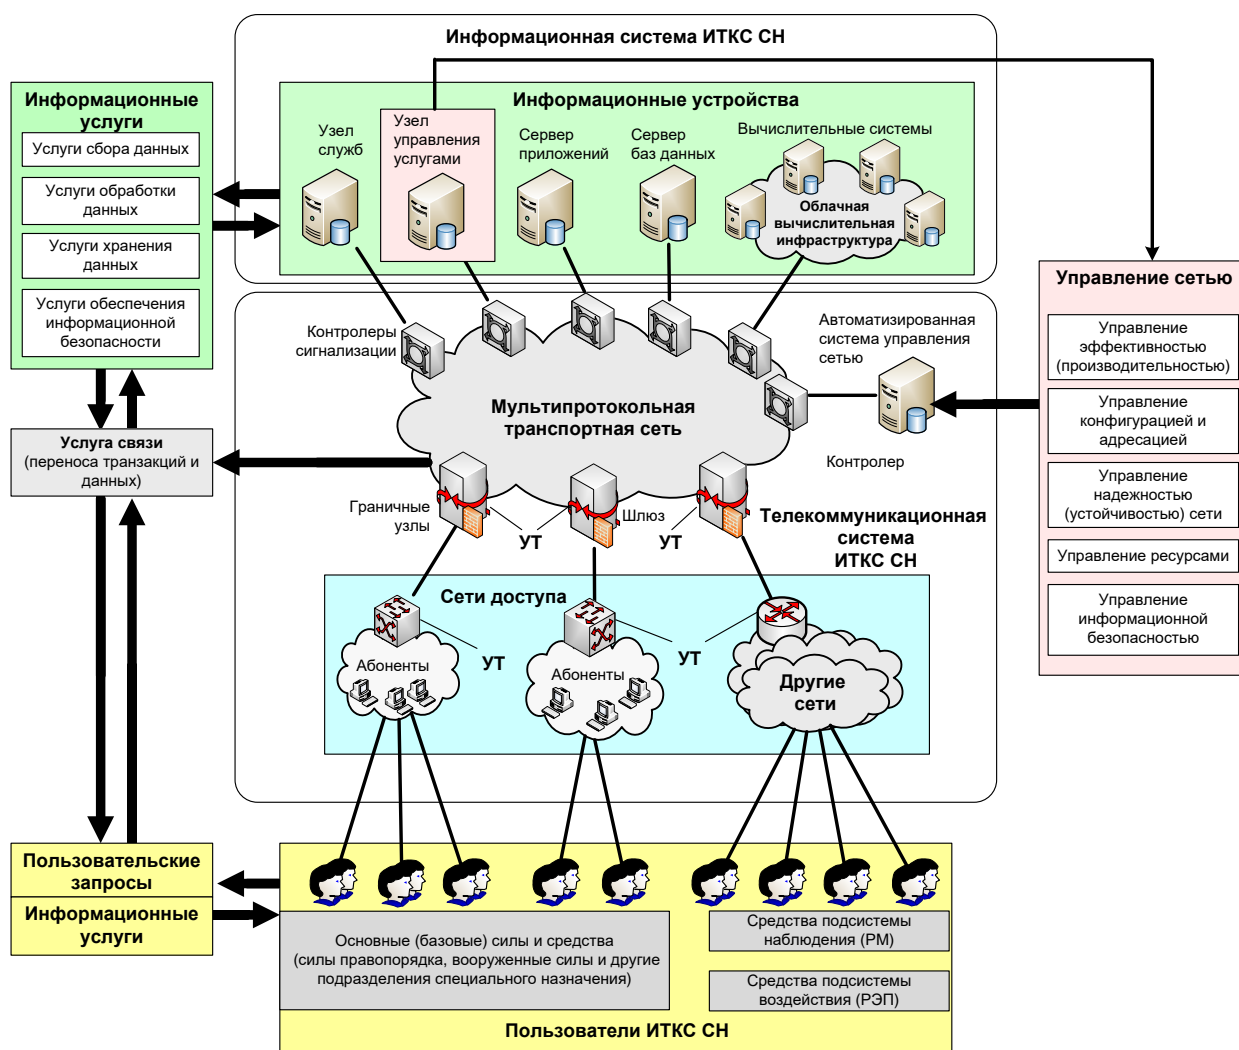 Информационная система ИТКС СН
Информационные
услуги
Услуги сбора данных
Услуги обработки
данных
Услуги хранения
данных
Услуги обеспечения
информационной
безопасности
Информационные устройства
Узел
служб
Узел
управления
услугами
Сервер
приложений
Сервер
баз данных
Вычислительные системы
Облачная
вычислительная
инфраструктура
Управление сетью
Управление
эффективностью
(производительностью)
Управление
конфигурацией и
адресацией
Управление
надежностью
(устойчивостью) сети
Управление ресурсами
Управление
информационной
безопасностью
Контролеры
сигнализации
Автоматизированная
система управления
сетью
Мультипротокольная
транспортная сеть
Услуга связи
(переноса транзакций и
данных)
Контролер
Граничные
узлы
УТ
Шлюз
УТ
Телекоммуникационная
система
ИТКС СН
Сети доступа
Абоненты
УТ
Абоненты
УТ
Другие
сети
Пользовательские
запросы
Информационные
услуги
Основные (базовые) силы и средства
(силы правопорядка, вооруженные силы и другие
подразделения специального назначения)
Средства подсистемы
наблюдения (РМ)
Средства подсистемы
воздействия (РЭП)
Пользователи ИТКС СН